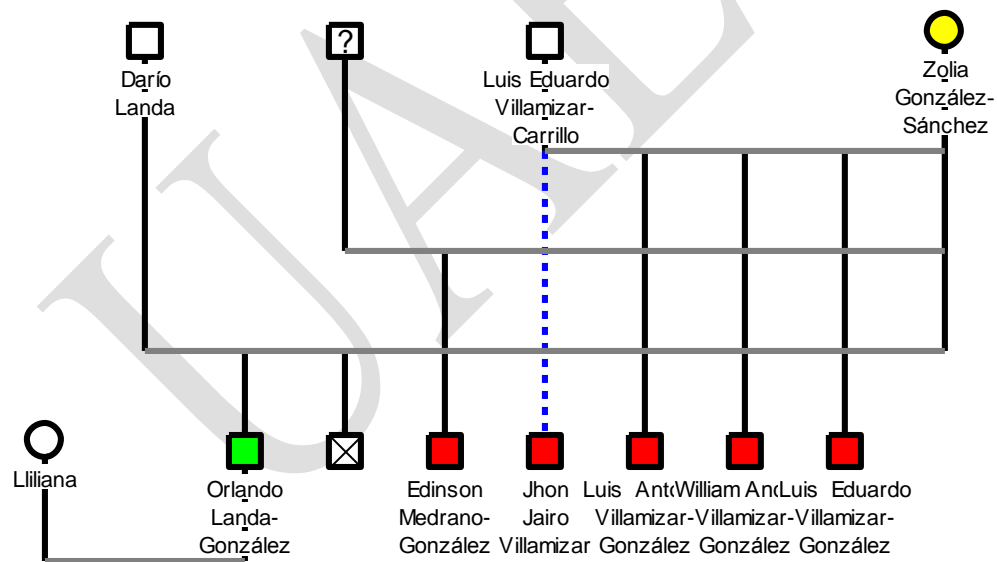 ?
Darío
Landa
Luis Eduardo
Villamizar-
Carrillo
Zolia
González-
Sánchez
Lliliana
Orlando
Landa-
González
Edinson
Medrano-
González
Jhon
Jairo
Villamizar
Luis
Villamizar-
González
William
Villamizar-
González
Luis Eduardo
Villamizar-
González